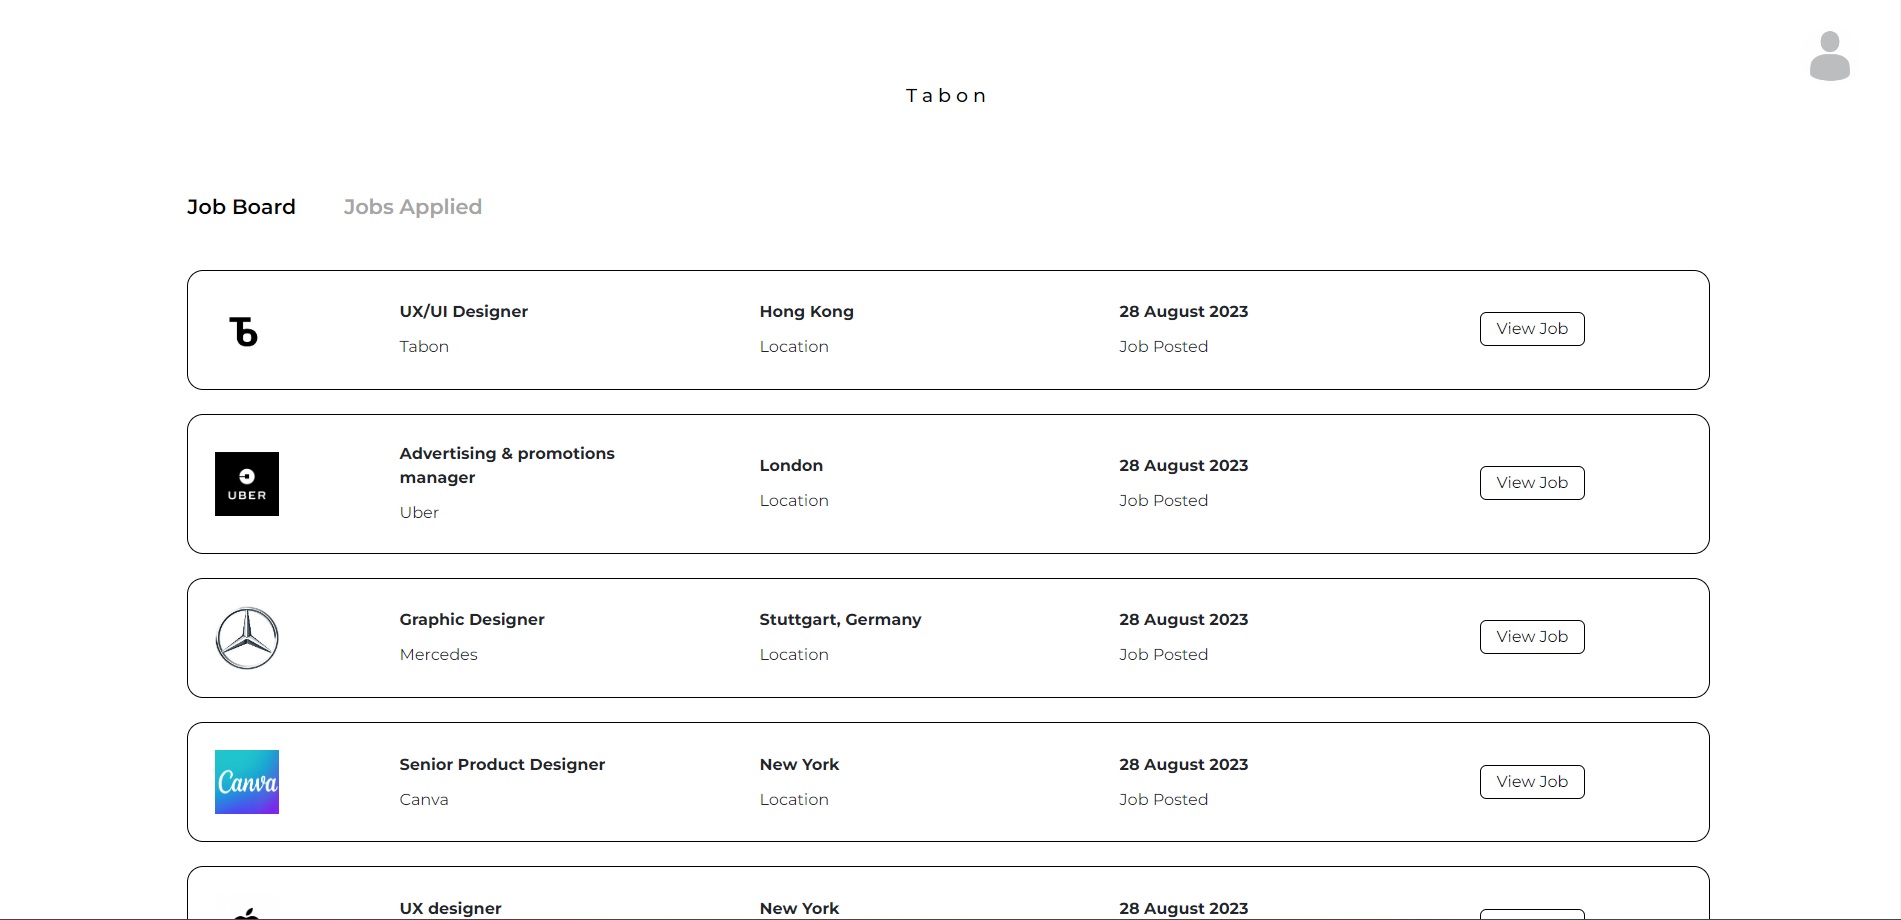 Tabon
Job Board Jobs Applied
UX/UI Designer Hong Kong 28 August 2023 View Job
Tabon Location Job Posted
Advertising & promotions
manager
London 28 August 2023 View Job
UBER
Uber Location Job Posted
Graphic Designer Stuttgart, Germany 28 August 2023 View Job
Mercedes Location Job Posted
Senior Product Designer New York 28 August 2023 View Job
Canva
Canva Location Job Posted
UX designer New York 28 August 2023